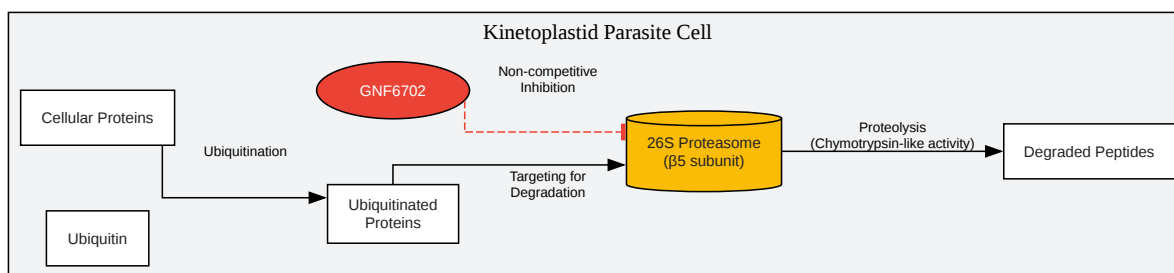 Kinetoplastid Parasite Cell
GNF6702
Non-competitive
Inhibition
Cellular Proteins
Ubiquitination
26S Proteasome
(β5 subunit)
Proteolysis
(Chymotrypsin-like activity)
Degraded Peptides
Targeting for
Degradation
Ubiquitinated
Proteins
Ubiquitin